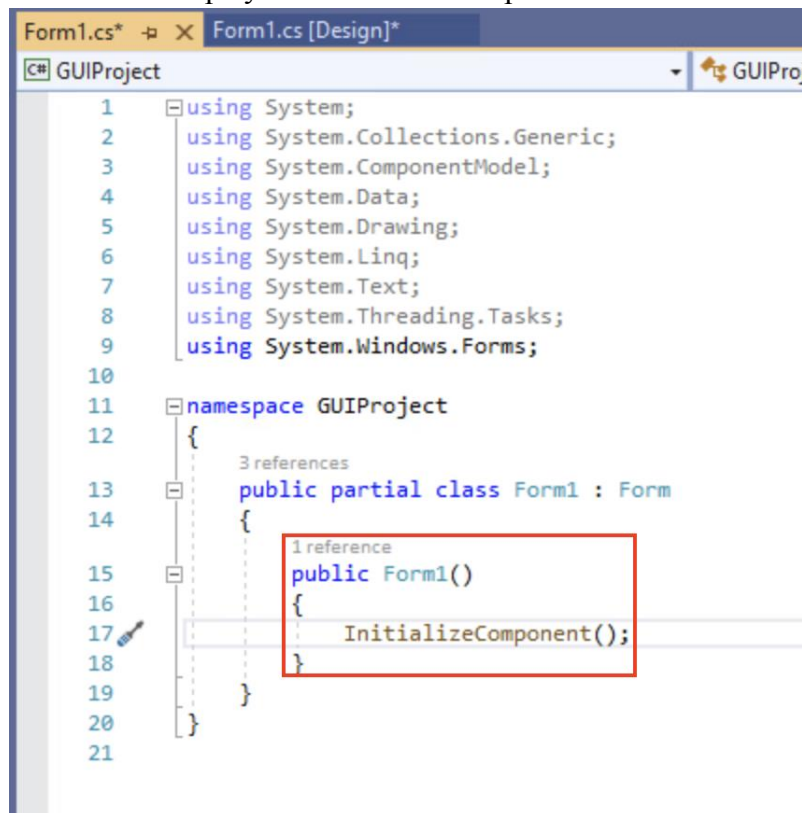 Form1.cs* Form1.cs [Design]*
C# GUIProject GUIProj
1 using System;
2 using System.Collections.Generic;
3 using System.ComponentModel;
4 using System.Data;
5 using System.Drawing;
6 using System.Linq;
7 using System.Text;
8 using System.Threading.Tasks;
9 using System.Windows.Forms;
10
11 namespace GUIProject
12 {
3 references
13 public partial class Form1 : Form
14 {
1 reference
15 public Form1()
16 {
17 InitializeComponent();
18 }
19 }
20 }
21